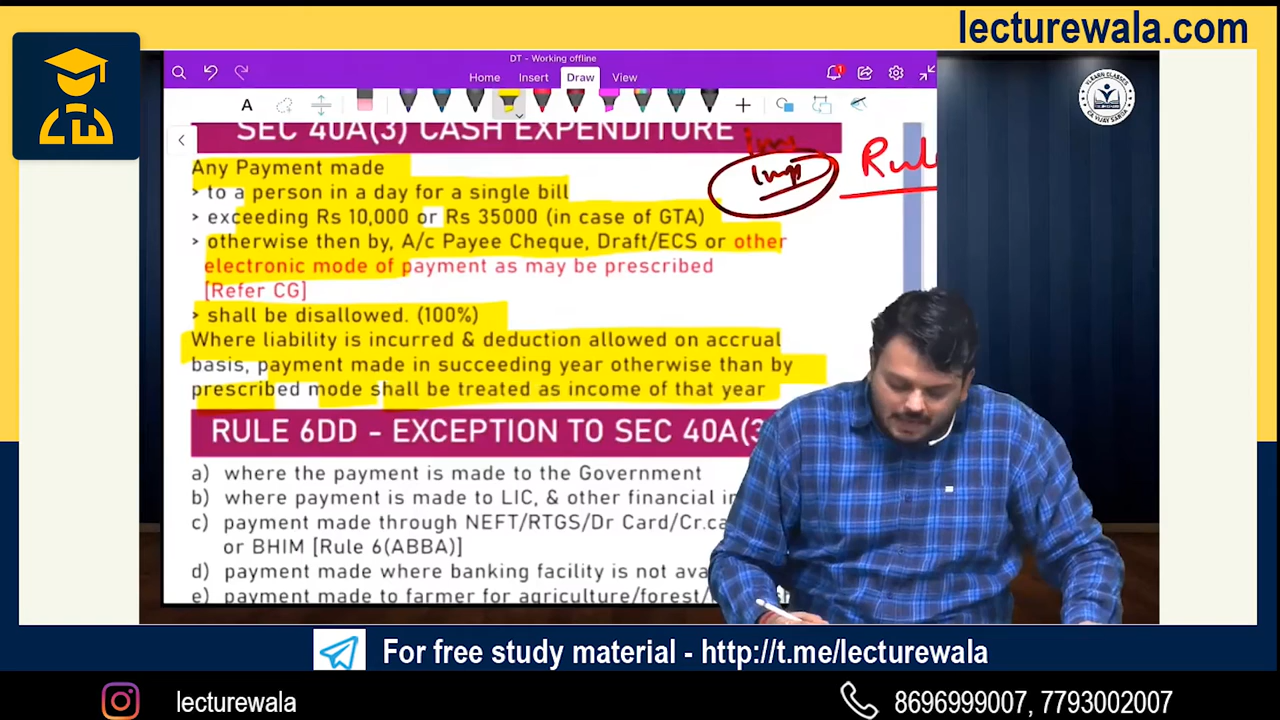 lecturewala.com
DT - Working offline
Home Insert Draw View
A
SEC 40A(3) CASH EXPENDITURE
Imp
Rul
Any Payment made
> to a person in a day for a single bill
> exceeding Rs 10,000 or Rs 35000 (in case of GTA)
> otherwise then by, A/c Payee Cheque, Draft/ECS or other
electronic mode of payment as may be prescribed
[Refer CG]
> shall be disallowed. (100%)
Where liability is incurred & deduction allowed on accrual
basis, payment made in succeeding year otherwise than by
prescribed mode shall be treated as income of that year
RULE 6DD - EXCEPTION TO SEC 40A(3
a) where the payment is made to the Government
b) where payment is made to LIC, & other financial in
c) payment made through NEFT/RTGS/Dr Card/Cr.ca
or BHIM [Rule 6(ABBA)]
d) payment made where banking facility is not ava
e) payment made to farmer for agriculture/forest/
For free study material - http://t.me/lecturewala
lecturewala
8696999007, 7793002007